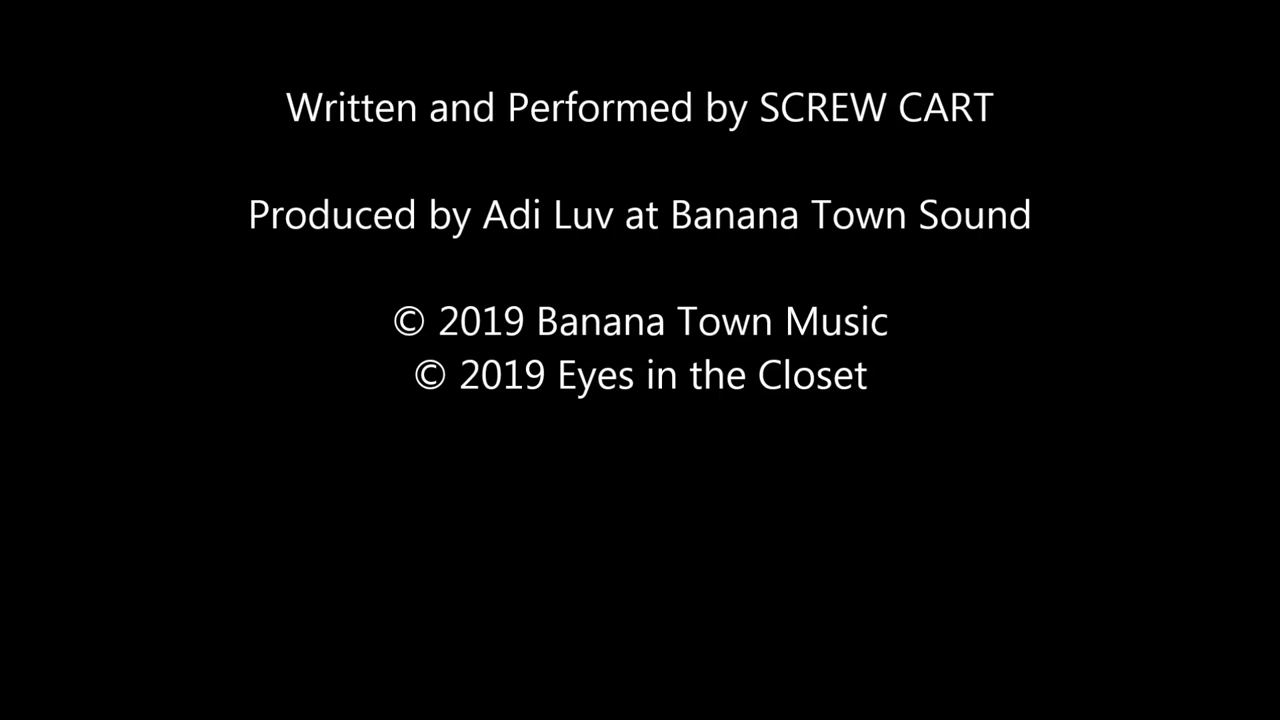 Written and Performed by SCREW CART
Produced by Adi Luv at Banana Town Sound
© 2019 Banana Town Music
© 2019 Eyes in the Closet